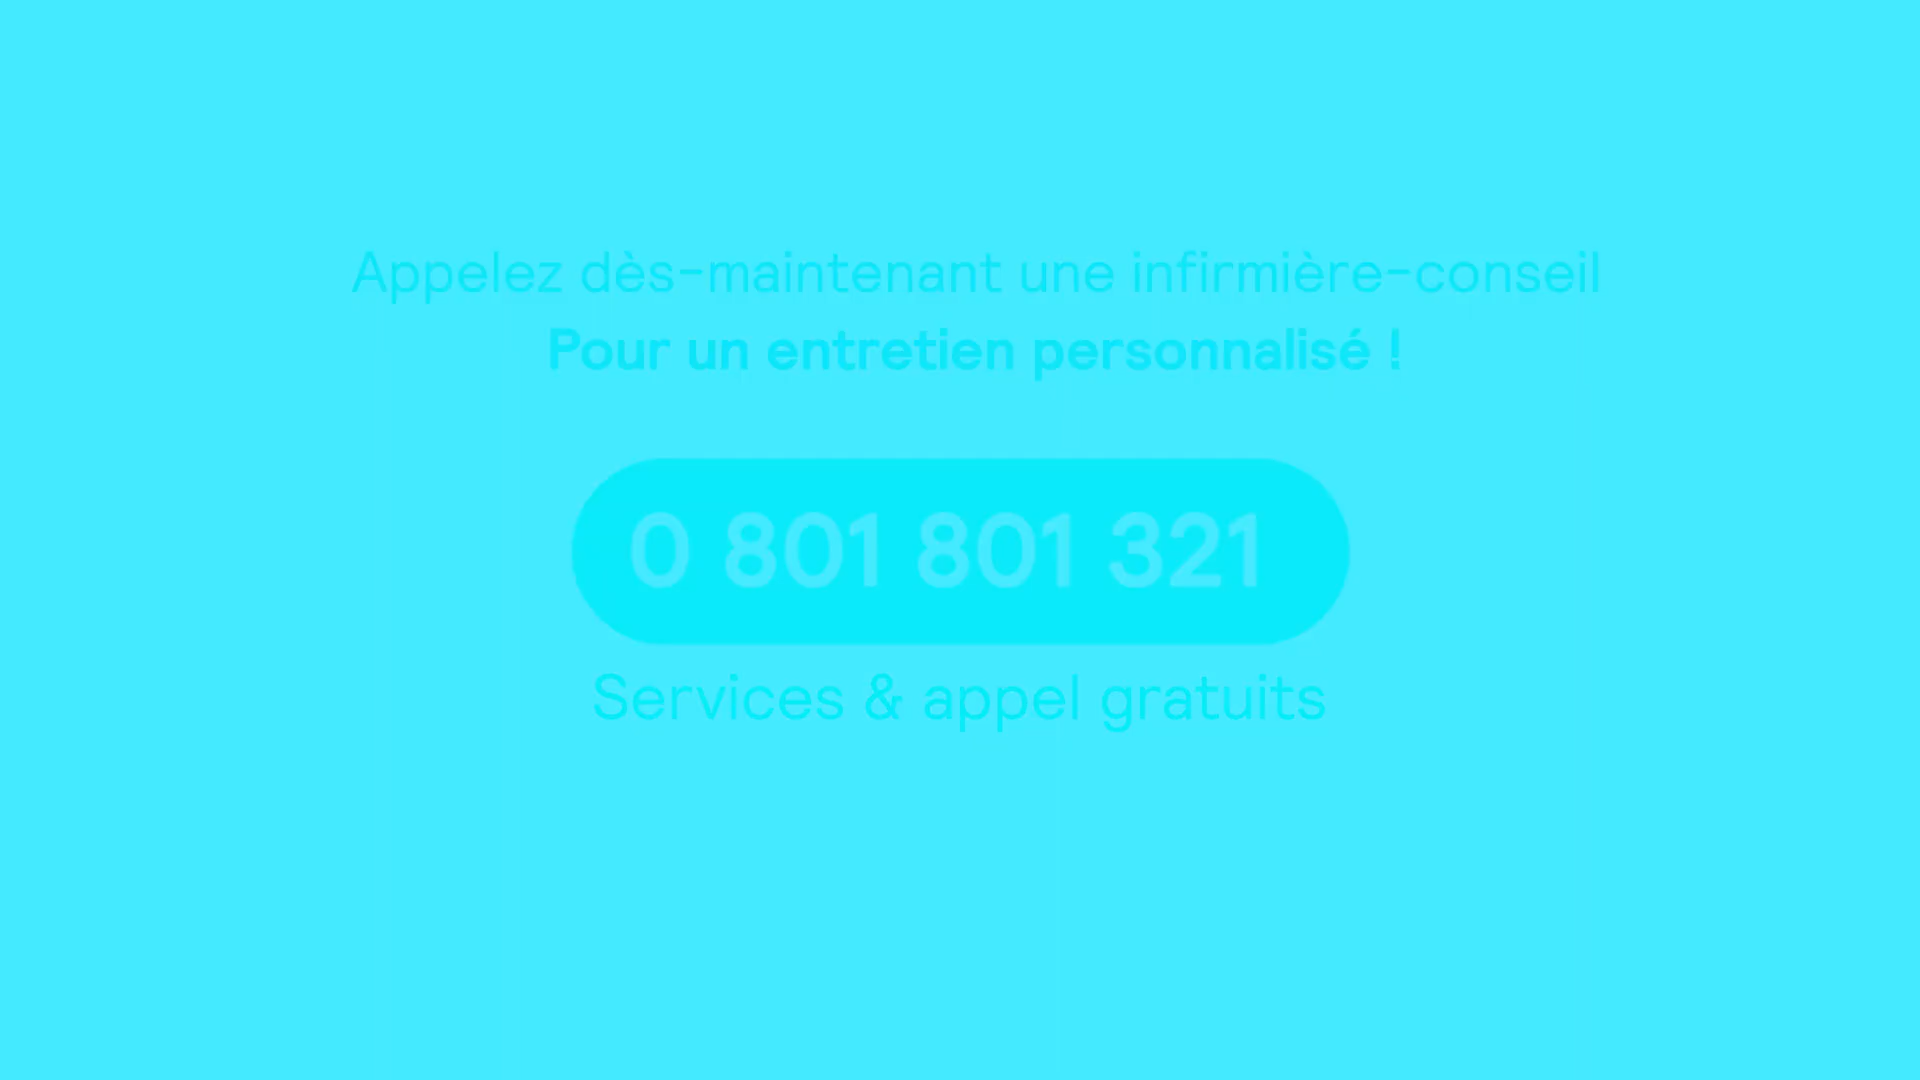 Appelez dès-maintenant une infirmière-conseil
Pour un entretien personnalisé !
0 801 801 321
Services & appel gratuits